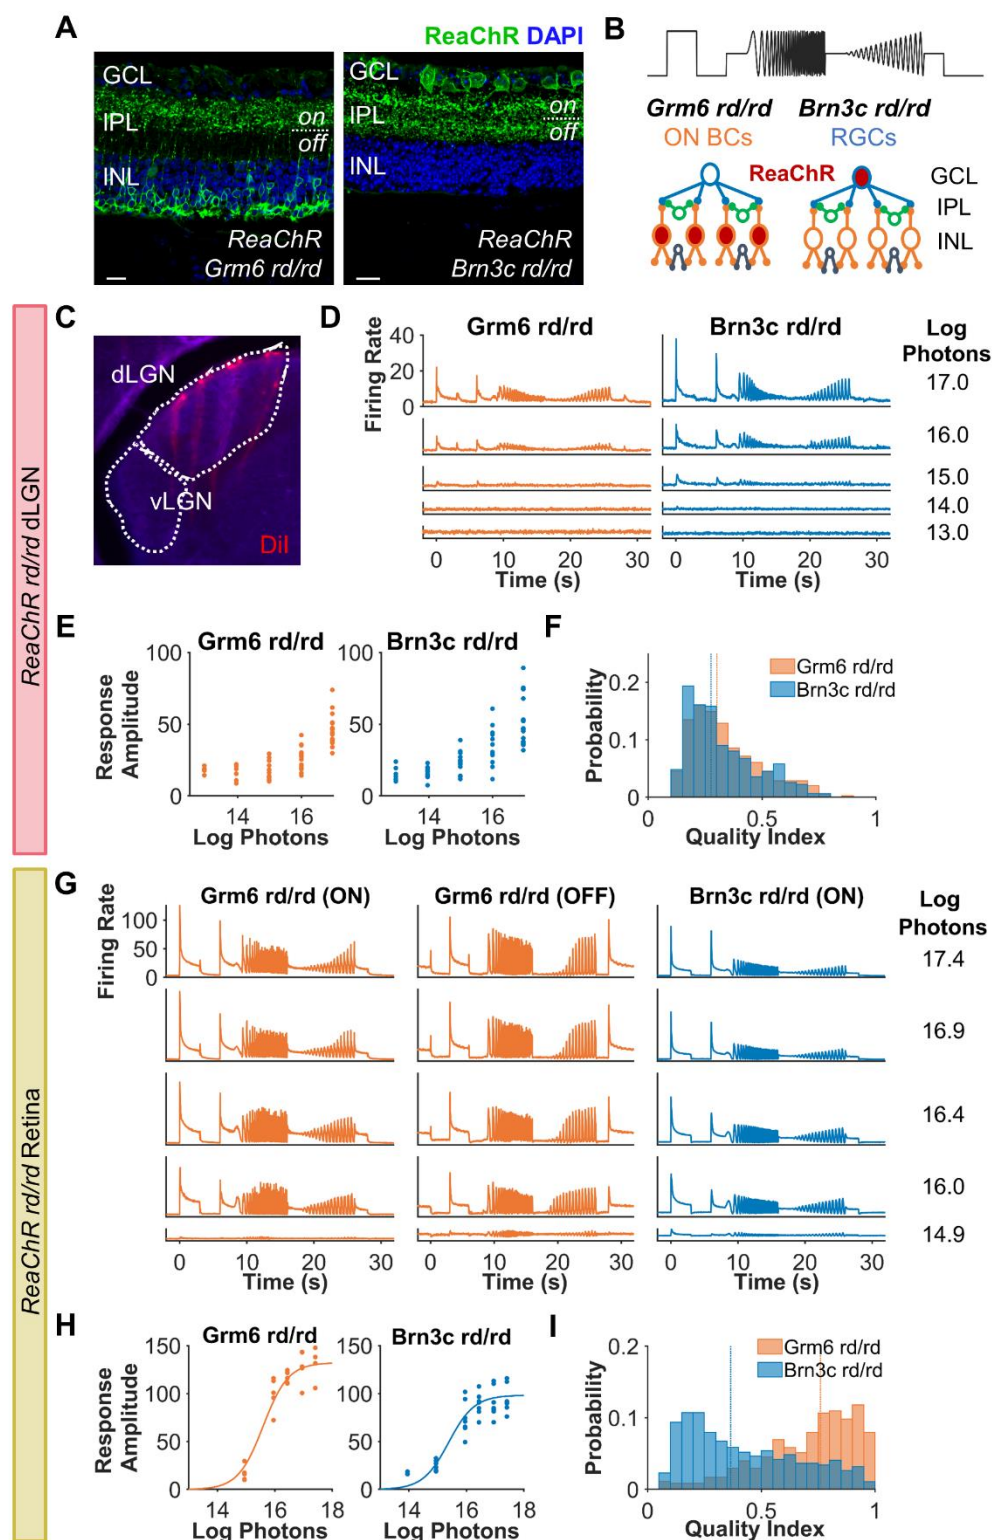 A
ReaChR DAPI
GCL
IPL
on
off
INL
ReaChR
Grm6 rd/rd
GCL
IPL
on
off
INL
ReaChR
Brn3c rd/rd
B
Grm6 rd/rd
Brn3c rd/rd
ON BCs
RGCs
ReaChR
GCL
IPL
INL
ReaChR rd/rd dLGN
C
dLGN
vLGN
DiI
D
Grm6 rd/rd
Brn3c rd/rd
Log
Photons
Firing Rate
40
20
0
17.0
16.0
15.0
14.0
13.0
0 10 20 30
0 10 20 30
Time (s)
Time (s)
E
Grm6 rd/rd
Brn3c rd/rd
Response
Amplitude
100
50
0
14 16
Log Photons
100
50
0
14 16
Log Photons
F
Grm6 rd/rd
Brn3c rd/rd
Probability
0.2
0.1
0
0 0.5 1
Quality Index
ReaChR rd/rd Retina
G
Grm6 rd/rd (ON)
Grm6 rd/rd (OFF)
Brn3c rd/rd (ON)
Log
Photons
Firing Rate
100
50
0
17.4
16.9
16.4
16.0
14.9
0 10 20 30
0 10 20 30
0 10 20 30
Time (s)
Time (s)
Time (s)
H
Grm6 rd/rd
Brn3c rd/rd
Response
Amplitude
150
100
50
0
14 16 18
Log Photons
150
100
50
0
14 16 18
Log Photons
I
Grm6 rd/rd
Brn3c rd/rd
Probability
0.2
0.1
0
0 0.5 1
Quality Index